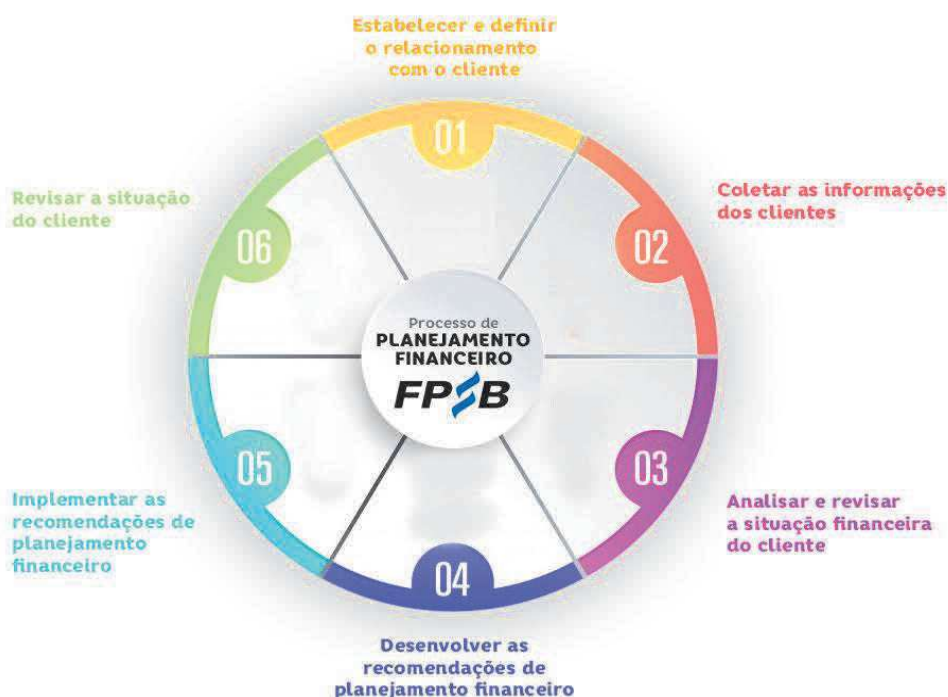 Estabelecer e definir
o relacionamento
com o cliente
01
Coletar as informações
dos clientes
02
Analisar e revisar
a situação financeira
do cliente
03
Desenvolver as
recomendações de
planejamento financeiro
04
Implementar as
recomendações de
planejamento
financeiro
05
Revisar a situação
do cliente
06
Processo de
PLANEJAMENTO
FINANCEIRO
FPSB